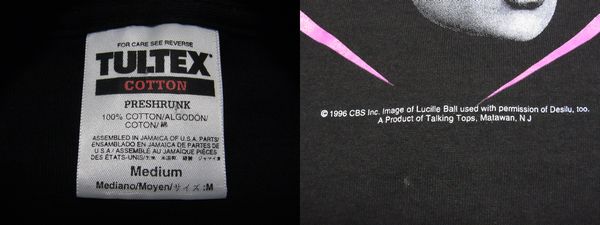 FOR CARE SEE REVERSE
TULTEX
COTTON
PRESHRUNK
100% COTTON/ALGODÓN/
COTON/綿
ASSEMBLED IN JAMAICA OF U.S.A. PARTS/
ENSAMBLADO EN JAMAICA DE PARTES DE
U.S.A./ ASSEMBLÉ AU JAMAÏQUE PIÈCES
DES ÉTATS-UNIS/
Medium
Mediano/Moyen/サイズ:M
© 1996 CBS Inc. Image of Lucille Ball used with permission of Desilu, too.
A Product of Talking Tops, Matawan, N J